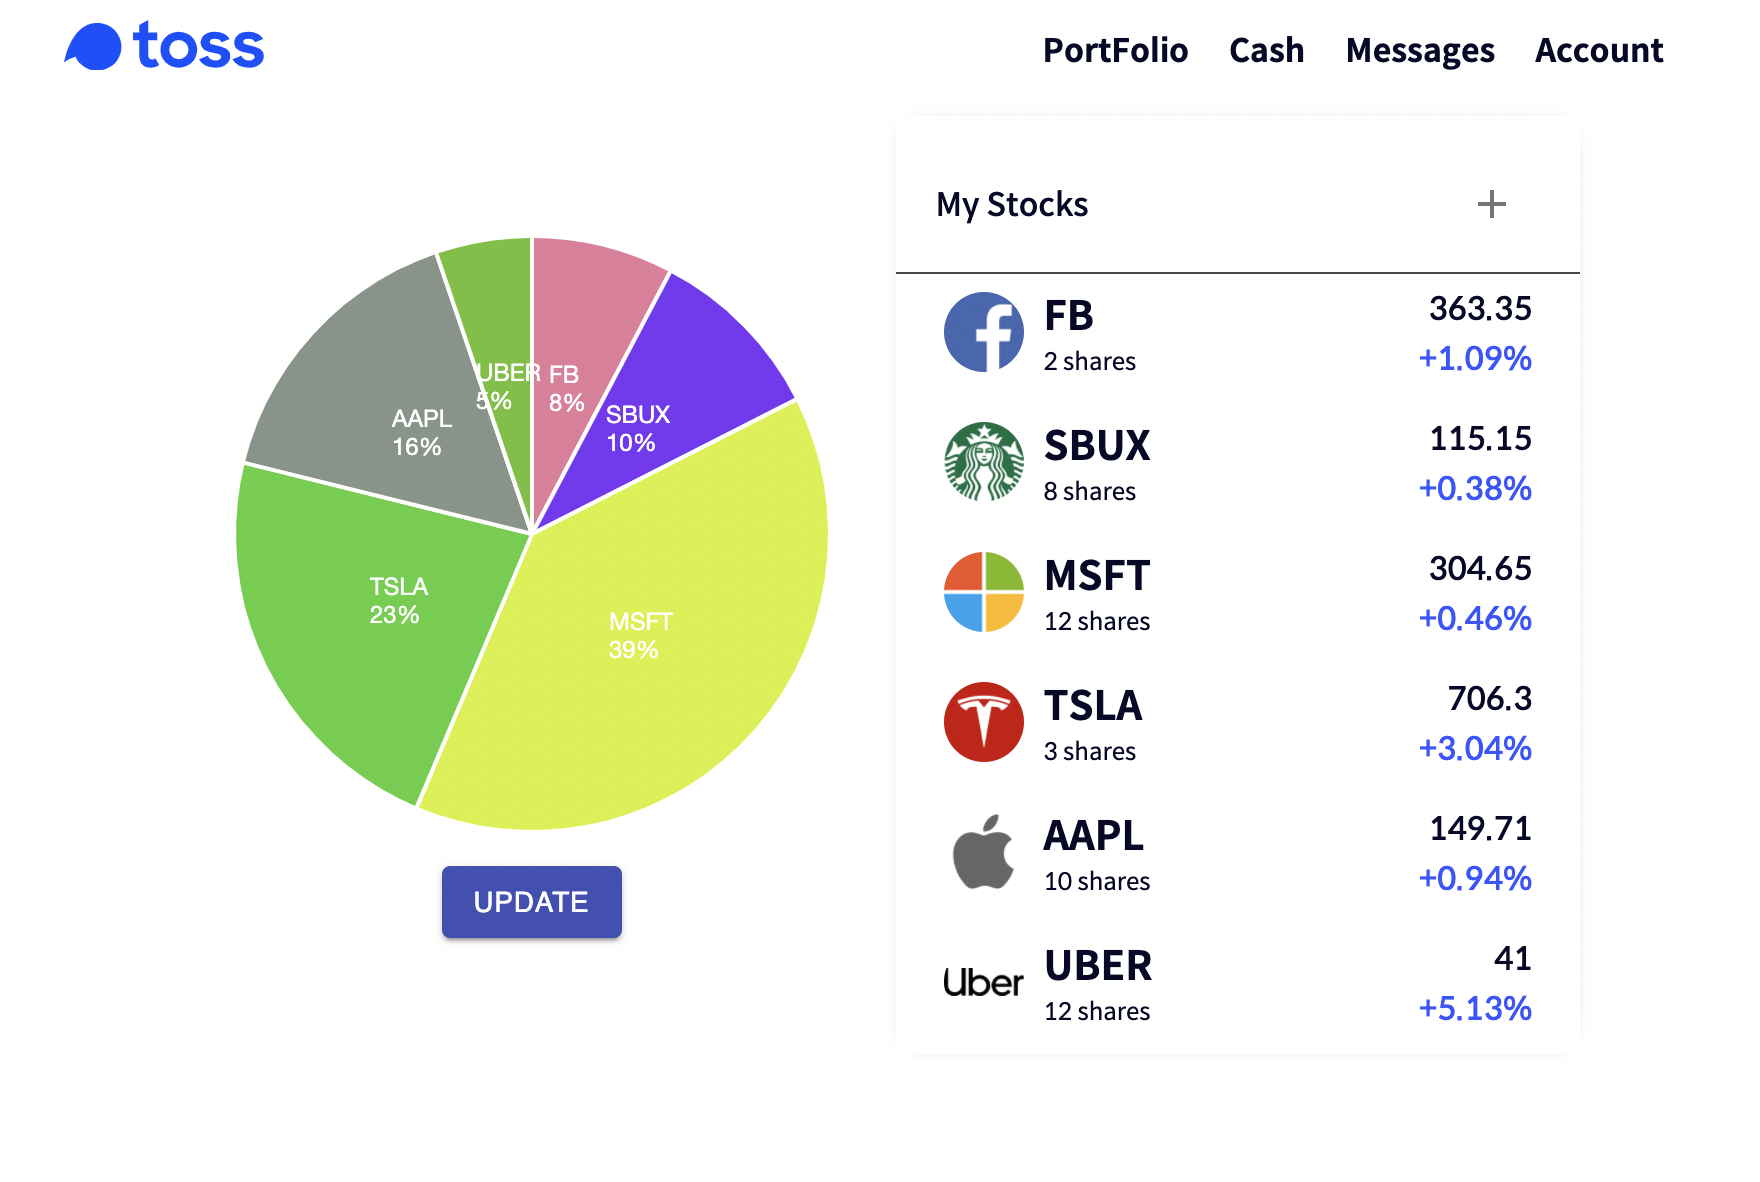 toss
PortFolio Cash Messages Account
My Stocks
UBER
5%
FB
8%
SBUX
10%
AAPL
16%
TSLA
23%
MSFT
39%
UPDATE
FB 363.35
2 shares +1.09%
SBUX 115.15
8 shares +0.38%
MSFT 304.65
12 shares +0.46%
TSLA 706.3
3 shares +3.04%
AAPL 149.71
10 shares +0.94%
Uber UBER 41
12 shares +5.13%